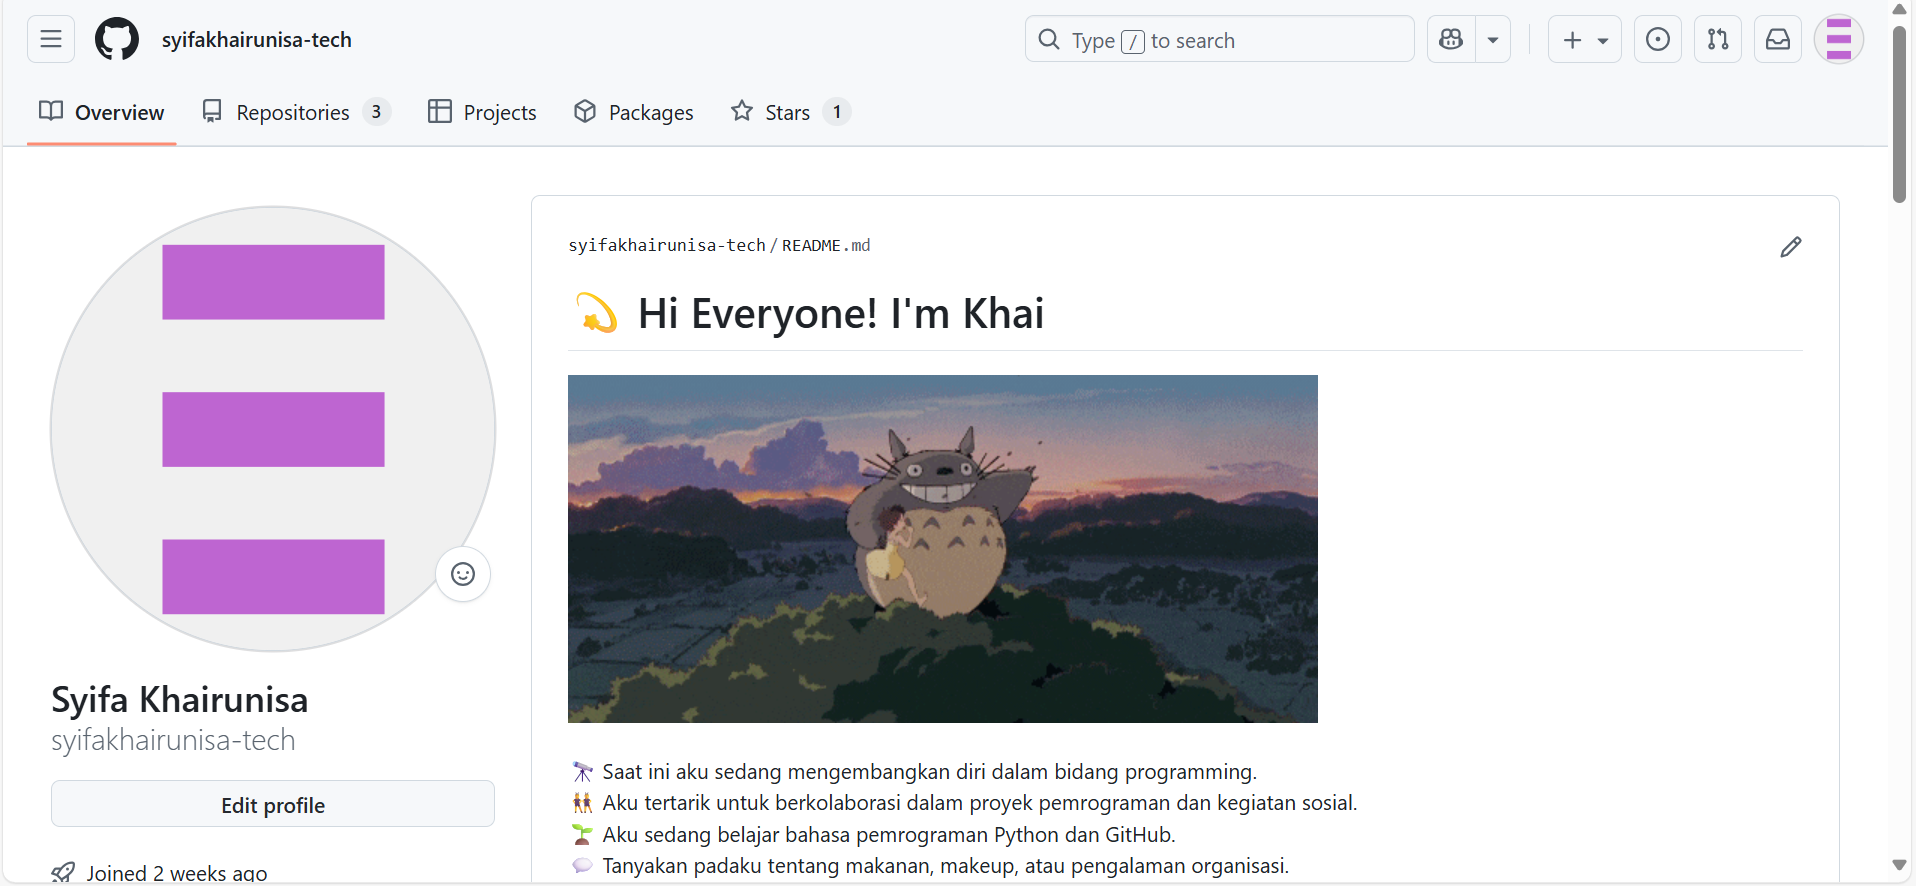 syifakhairunisa-tech
Type / to search
Overview
Repositories 3
Projects
Packages
Stars 1
syifakhairunisa-tech / README.md
💫 Hi Everyone! I'm Khai
Syifa Khairunisa
syifakhairunisa-tech
Edit profile
Joined 2 weeks ago
🔭 Saat ini aku sedang mengembangkan diri dalam bidang programming.
👯 Aku tertarik untuk berkolaborasi dalam proyek pemrograman dan kegiatan sosial.
🌱 Aku sedang belajar bahasa pemrograman Python dan GitHub.
💬 Tanyakan padaku tentang makanan, makeup, atau pengalaman organisasi.